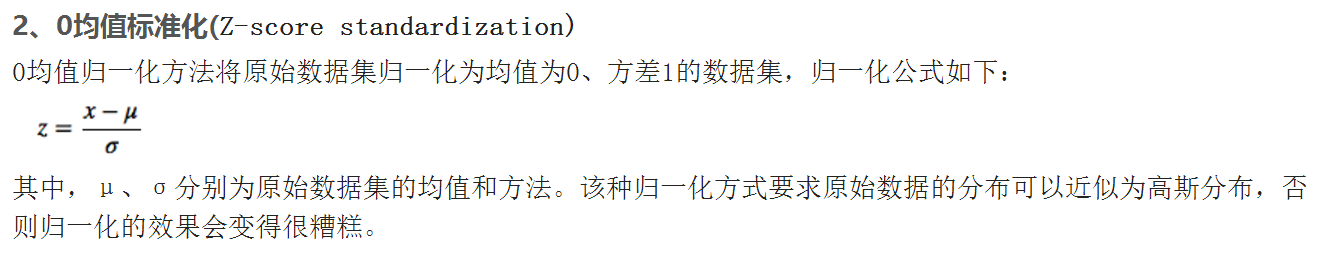 2、0均值标准化(Z-score standardization)
0均值归一化方法将原始数据集归一化为均值为0、方差1的数据集，归一化公式如下：
z = \frac{x - μ}{σ}
其中，μ、σ分别为原始数据集的均值和方法。该种归一化方式要求原始数据的分布可以近似为高斯分布，否
则归一化的效果会变得很糟糕。